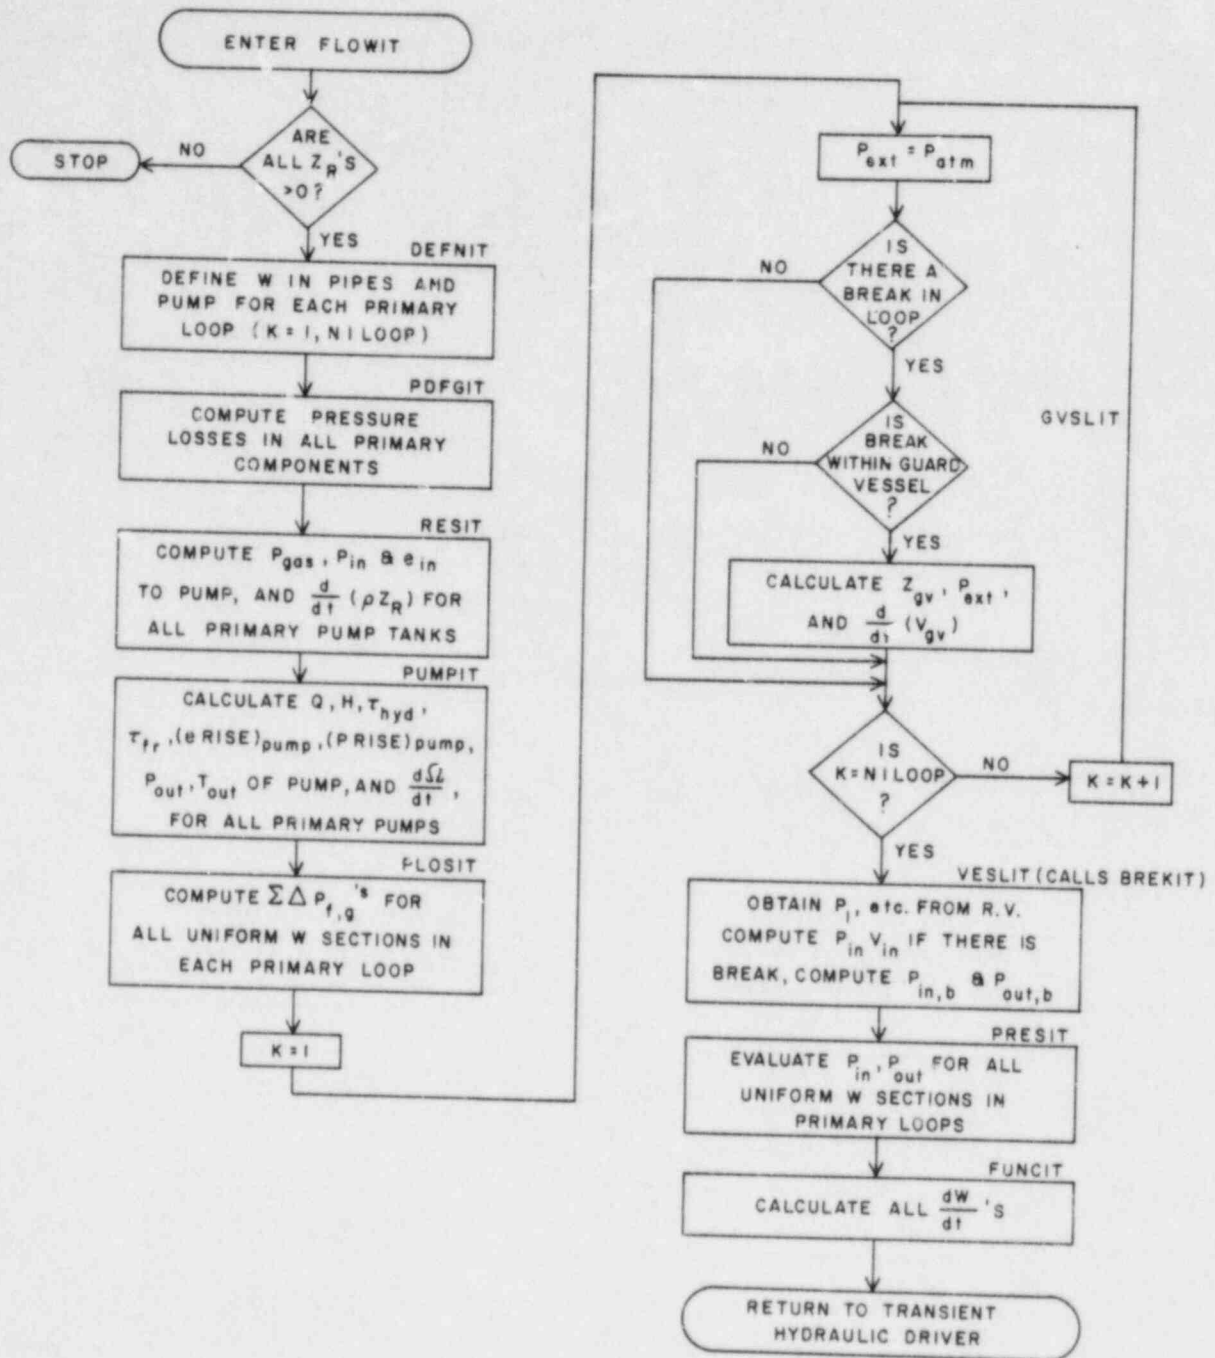 ENTER FLOWIT
ARE
ALL Z_R'S
>0?
NO
STOP
YES
DEFNIT
DEFINE W IN PIPES AND
PUMP FOR EACH PRIMARY
LOOP (K = 1, N1LOOP)
PDFGIT
COMPUTE PRESSURE
LOSSES IN ALL PRIMARY
COMPONENTS
RESIT
COMPUTE P_gas, P_in & e_in
TO PUMP, AND d/dt (ρZ_R) FOR
ALL PRIMARY PUMP TANKS
PUMPIT
CALCULATE Q, H, τ_hyd,
τ_fr, (e RISE)_pump, (P RISE)_pump,
P_out, T_out OF PUMP, AND dΩ/dt,
FOR ALL PRIMARY PUMPS
PLOSIT
COMPUTE ΣΔP_f,g's FOR
ALL UNIFORM W SECTIONS IN
EACH PRIMARY LOOP
K = 1
P_ext = P_atm
IS
THERE A
BREAK IN
LOOP
?
NO
YES
GVSLIT
IS
BREAK
WITHIN GUARD
VESSEL
?
NO
YES
CALCULATE Z_gv, P_ext,
AND d/dt (V_gv)
IS
K=N1LOOP
?
NO
K = K + 1
YES
VESLIT (CALLS BREKIT)
OBTAIN P_1, etc. FROM R.V.
COMPUTE P_in V_in IF THERE IS
BREAK, COMPUTE P_in,b & P_out,b
PRESIT
EVALUATE P_in, P_out FOR ALL
UNIFORM W SECTIONS IN
PRIMARY LOOPS
FUNCIT
CALCULATE ALL dW/dt 'S
RETURN TO TRANSIENT
HYDRAULIC DRIVER